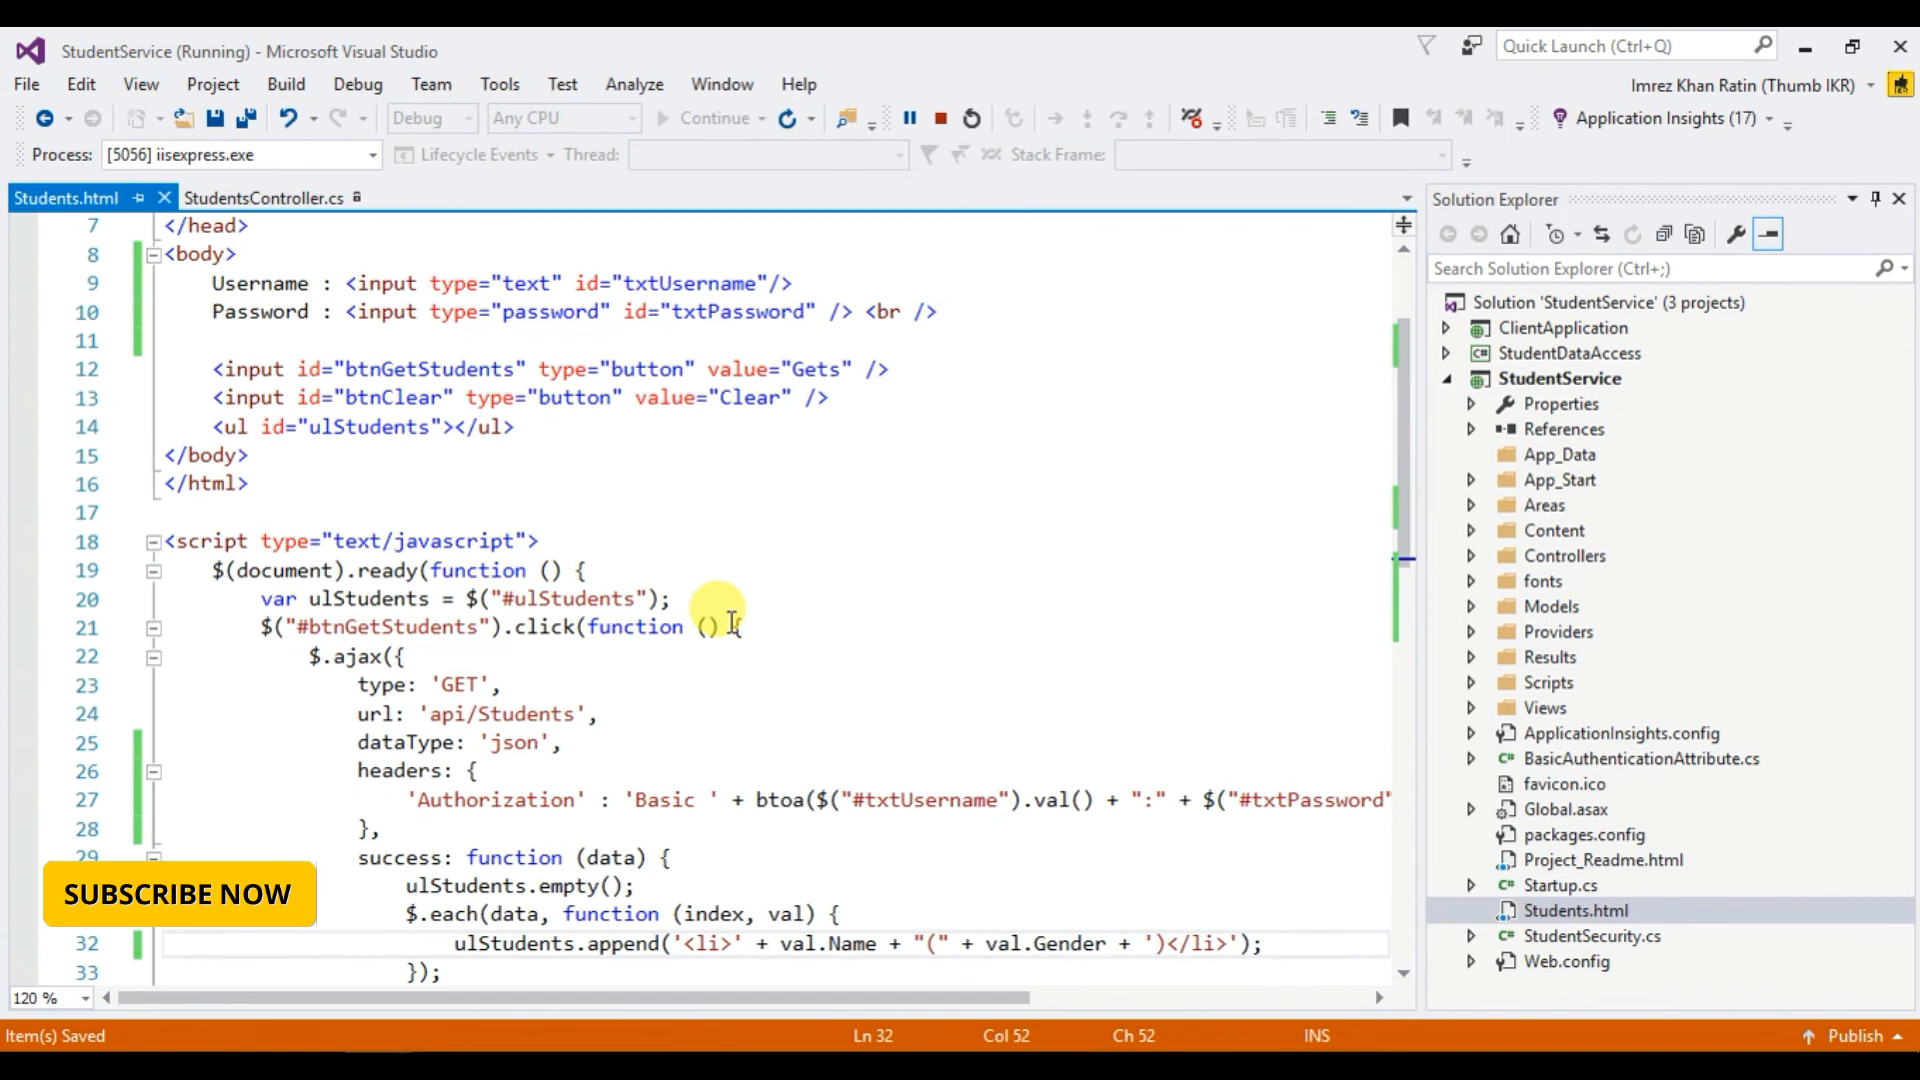 StudentService (Running) - Microsoft Visual Studio
Quick Launch (Ctrl+Q)
File Edit View Project Build Debug Team Tools Test Analyze Window Help
Imrez Khan Ratin (Thumb IKR)
Debug Any CPU Continue Application Insights (17)
Process: [5056] iisexpress.exe Lifecycle Events Thread: Stack Frame:
Students.html StudentsController.cs
7 </head>
8 <body>
9 Username : <input type="text" id="txtUsername"/>
10 Password : <input type="password" id="txtPassword" /> <br />
11
12 <input id="btnGetStudents" type="button" value="Gets" />
13 <input id="btnClear" type="button" value="Clear" />
14 <ul id="ulStudents"></ul>
15 </body>
16 </html>
17
18 <script type="text/javascript">
19 $(document).ready(function () {
20 var ulStudents = $("#ulStudents");
21 $("#btnGetStudents").click(function () {
22 $.ajax({
23 type: 'GET',
24 url: 'api/Students',
25 dataType: 'json',
26 headers: {
27 'Authorization' : 'Basic ' + btoa($("#txtUsername").val() + ":" + $("#txtPassword"
28 },
29 success: function (data) {
ulStudents.empty();
$.each(data, function (index, val) {
32 ulStudents.append('<li>' + val.Name + "(" + val.Gender + ')</li>');
33 });
SUBSCRIBE NOW
120 %
Solution Explorer
Search Solution Explorer (Ctrl+;)
Solution 'StudentService' (3 projects)
ClientApplication
StudentDataAccess
StudentService
Properties
References
App_Data
App_Start
Areas
Content
Controllers
fonts
Models
Providers
Results
Scripts
Views
ApplicationInsights.config
BasicAuthenticationAttribute.cs
favicon.ico
Global.asax
packages.config
Project_Readme.html
Startup.cs
Students.html
StudentSecurity.cs
Web.config
Item(s) Saved Ln 32 Col 52 Ch 52 INS Publish